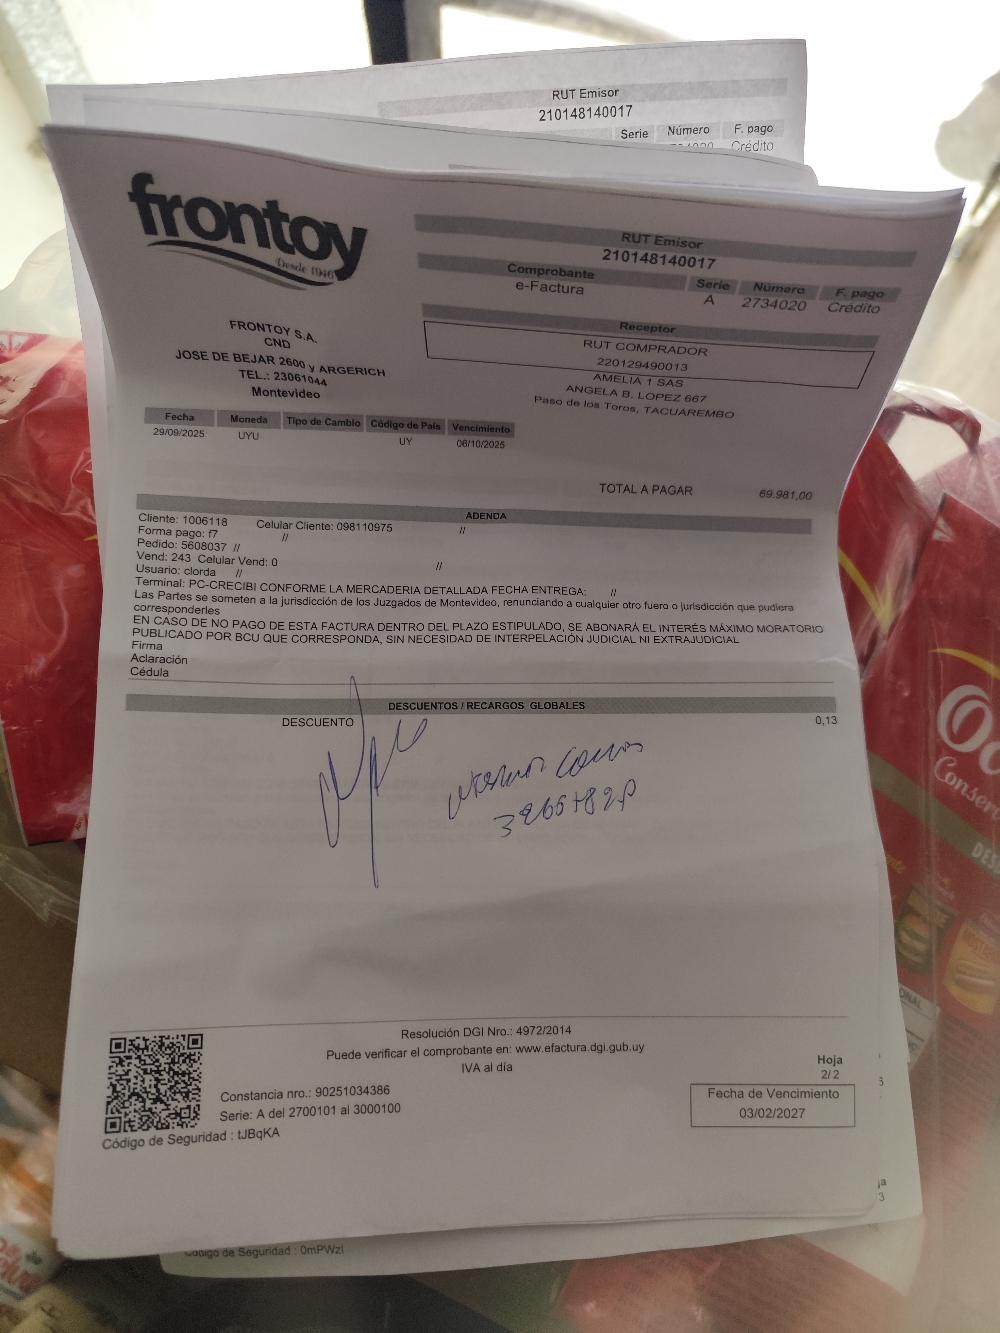 RUT Emisor
210148140017
Serie Número F. pago
Crédito
frontoy
Desde 1946
RUT Emisor
210148140017
Comprobante Serie Número F. pago
e-Factura A 2734020 Crédito
FRONTOY S.A.
CND
JOSE DE BEJAR 2600 y ARGERICH
TEL.: 23061044
Montevideo
Receptor
RUT COMPRADOR
220129490013
AMELIA 1 SAS
ANGELA B. LOPEZ 667
Paso de los Toros, TACUAREMBO
Fecha Moneda Tipo de Cambio Código de País Vencimiento
29/09/2025 UYU UY 06/10/2025
TOTAL A PAGAR 69.981,00
ADENDA
Cliente: 1006118 Celular Cliente: 098110975 //
Forma pago: f7 //
Pedido: 5608037 //
Vend: 243 Celular Vend: 0 //
Usuario: clorda //
Terminal: PC-CRECIBI CONFORME LA MERCADERIA DETALLADA FECHA ENTREGA: //
Las Partes se someten a la jurisdicción de los Juzgados de Montevideo, renunciando a cualquier otro fuero o jurisdicción que pudiera
corresponderles
EN CASO DE NO PAGO DE ESTA FACTURA DENTRO DEL PLAZO ESTIPULADO, SE ABONARÁ EL INTERÉS MÁXIMO MORATORIO
PUBLICADO POR BCU QUE CORRESPONDA, SIN NECESIDAD DE INTERPELACIÓN JUDICIAL NI EXTRAJUDICIAL
Firma
Aclaración
Cédula
DESCUENTOS / RECARGOS GLOBALES
DESCUENTO 0,13
Resolución DGI Nro.: 4972/2014
Puede verificar el comprobante en: www.efactura.dgi.gub.uy
IVA al día
Constancia nro.: 90251034386
Serie: A del 2700101 al 3000100
Código de Seguridad : tJBqKA
Hoja
2/ 2
Fecha de Vencimiento
03/02/2027
Código de Seguridad : 0mPWzI